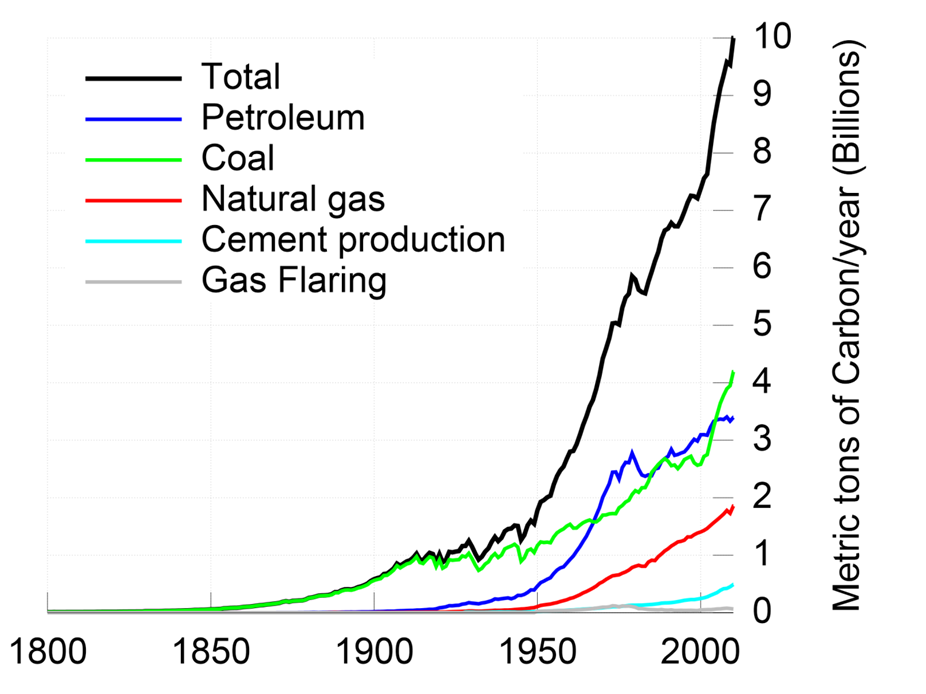 Total
Petroleum
Coal
Natural gas
Cement production
Gas Flaring
10
9
8
7
6
5
4
3
2
1
0
Metric tons of Carbon/year (Billions)
1800 1850 1900 1950 2000